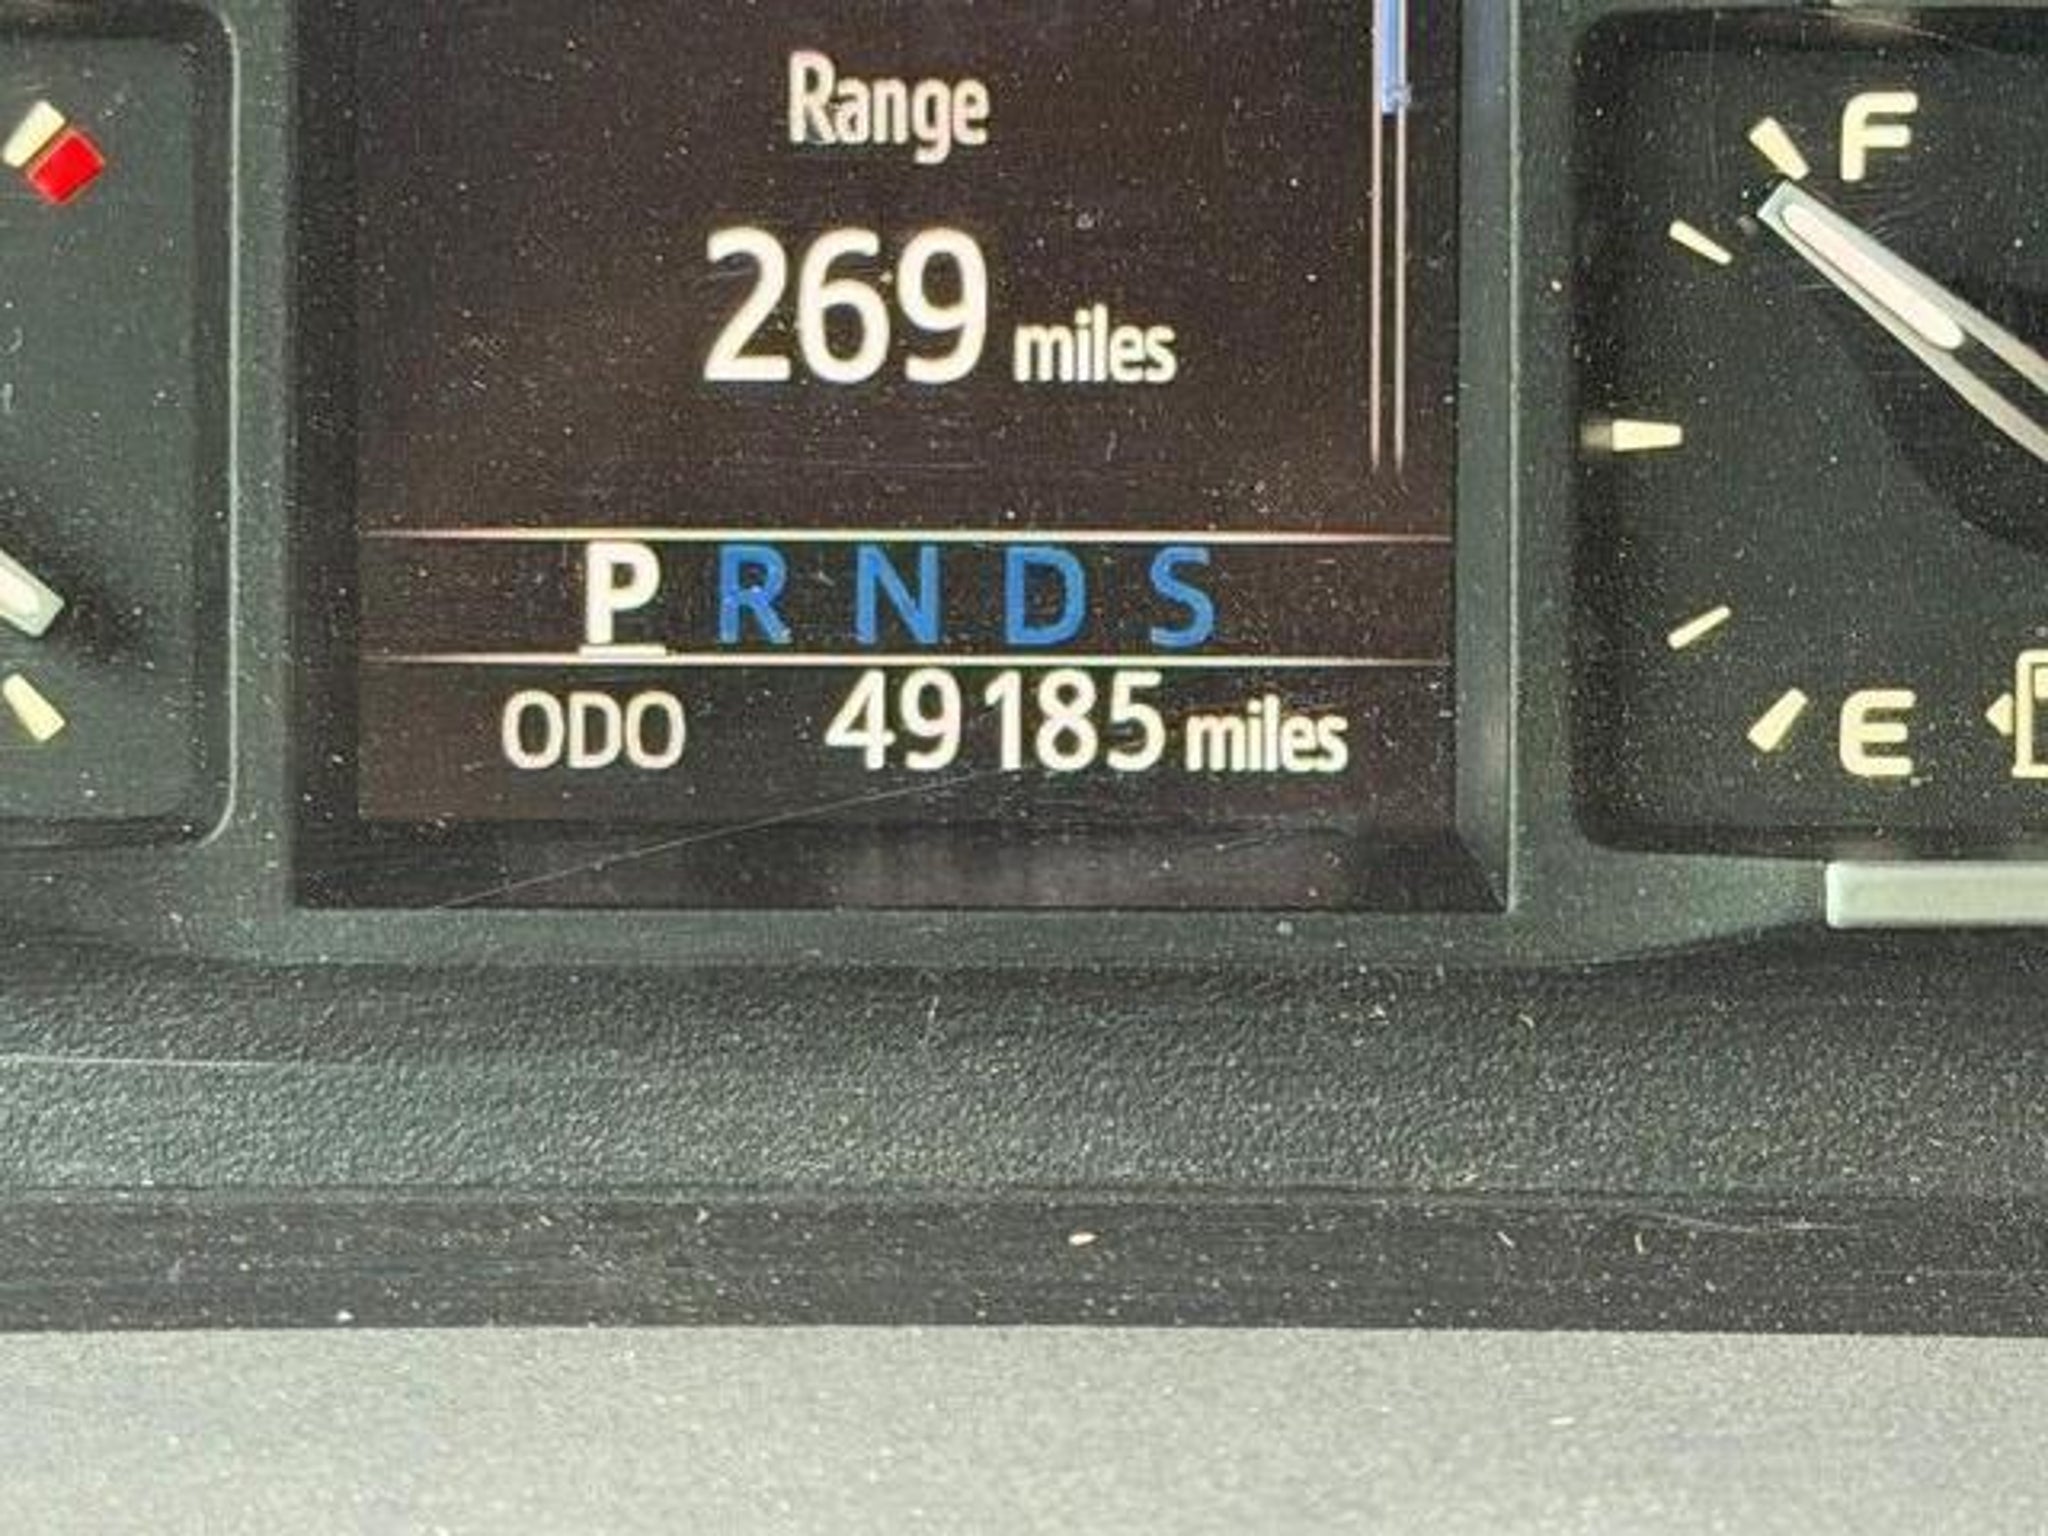 Range
269 miles
F
P R N D S
ODO 49185 miles
E